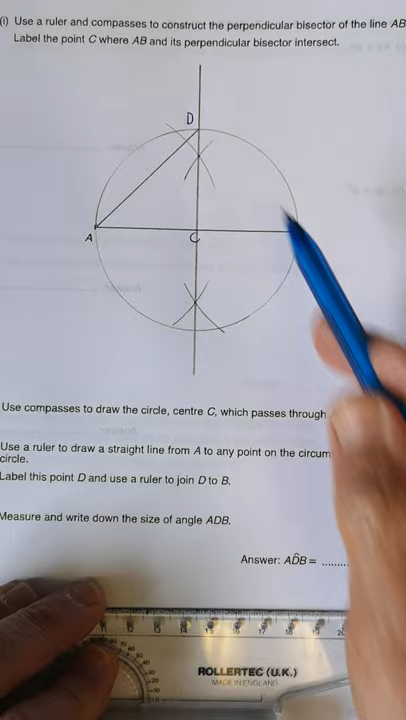 (i) Use a ruler and compasses to construct the perpendicular bisector of the line AB
Label the point C where AB and its perpendicular bisector intersect.
D
A
C
Use compasses to draw the circle, centre C, which passes through
Use a ruler to draw a straight line from A to any point on the circum
circle.
Label this point D and use a ruler to join D to B.
Measure and write down the size of angle ADB.
Answer: AD̂B = ........
11 12 13 14 15 16 17 18 19
ROLLERTEC (U.K.)
MADE IN ENGLAND